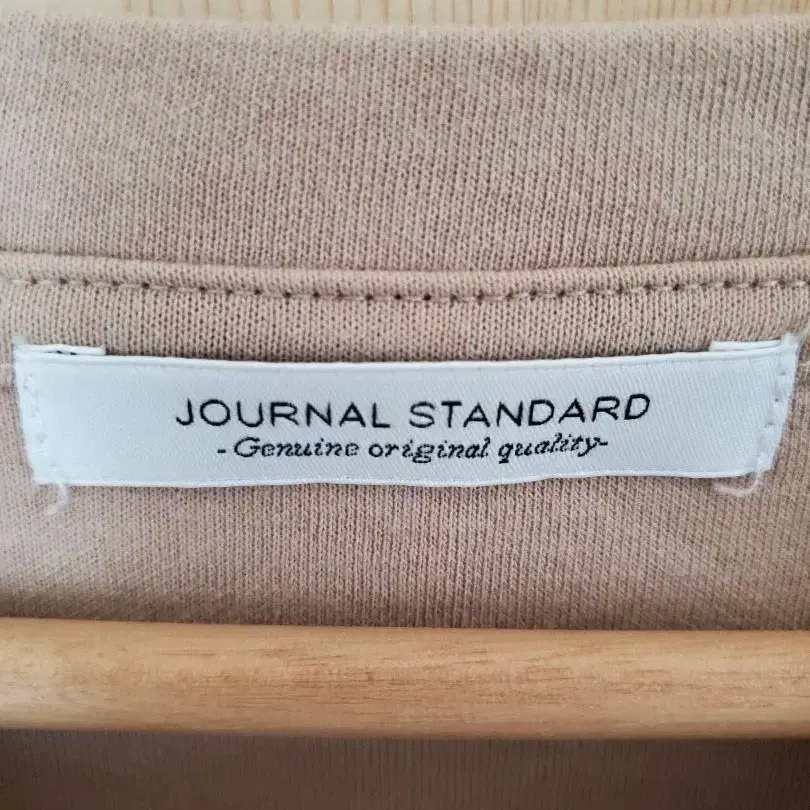 JOURNAL STANDARD
- Genuine original quality-